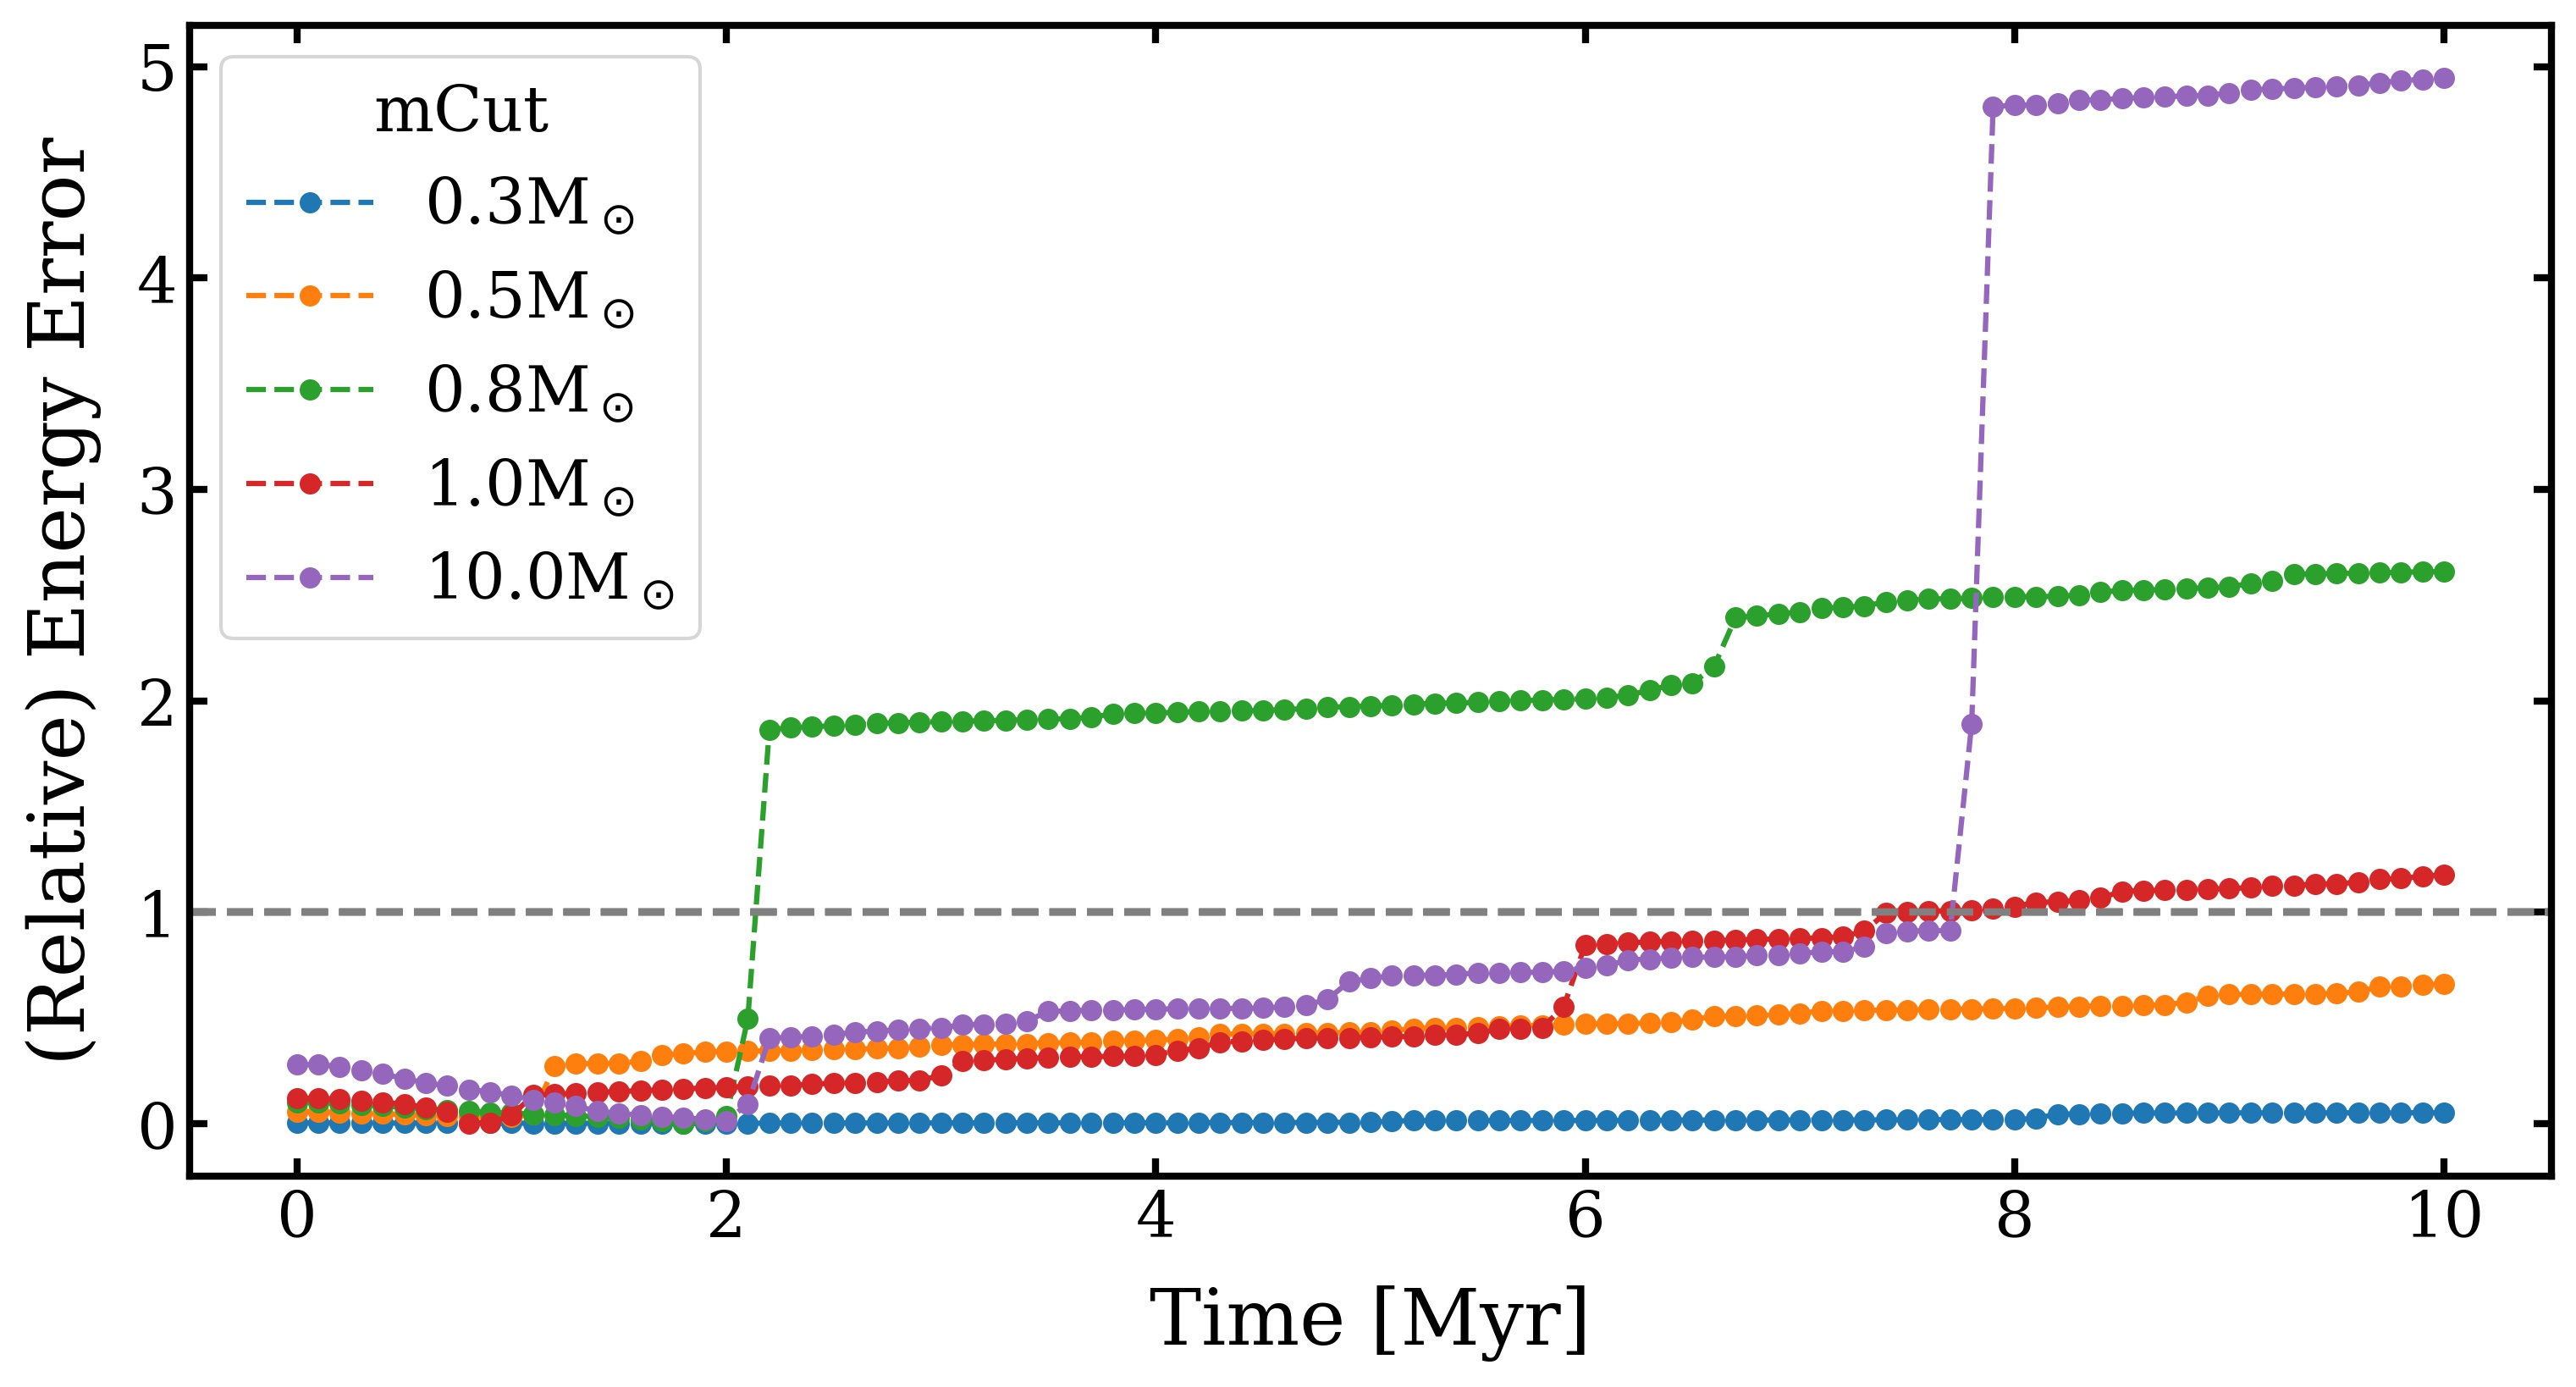 (Relative) Energy Error
5
4
3
2
1
0
mCut
0.3M⊙
0.5M⊙
0.8M⊙
1.0M⊙
10.0M⊙
0 2 4 6 8 10
Time [Myr]